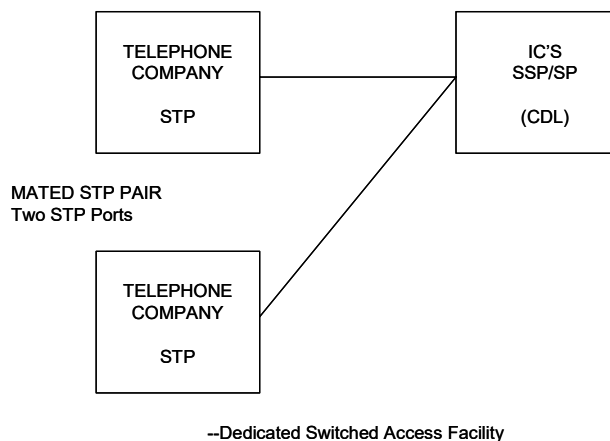 TELEPHONE
COMPANY
STP
IC'S
SSP/SP
(CDL)
MATED STP PAIR
Two STP Ports
TELEPHONE
COMPANY
STP
--Dedicated Switched Access Facility